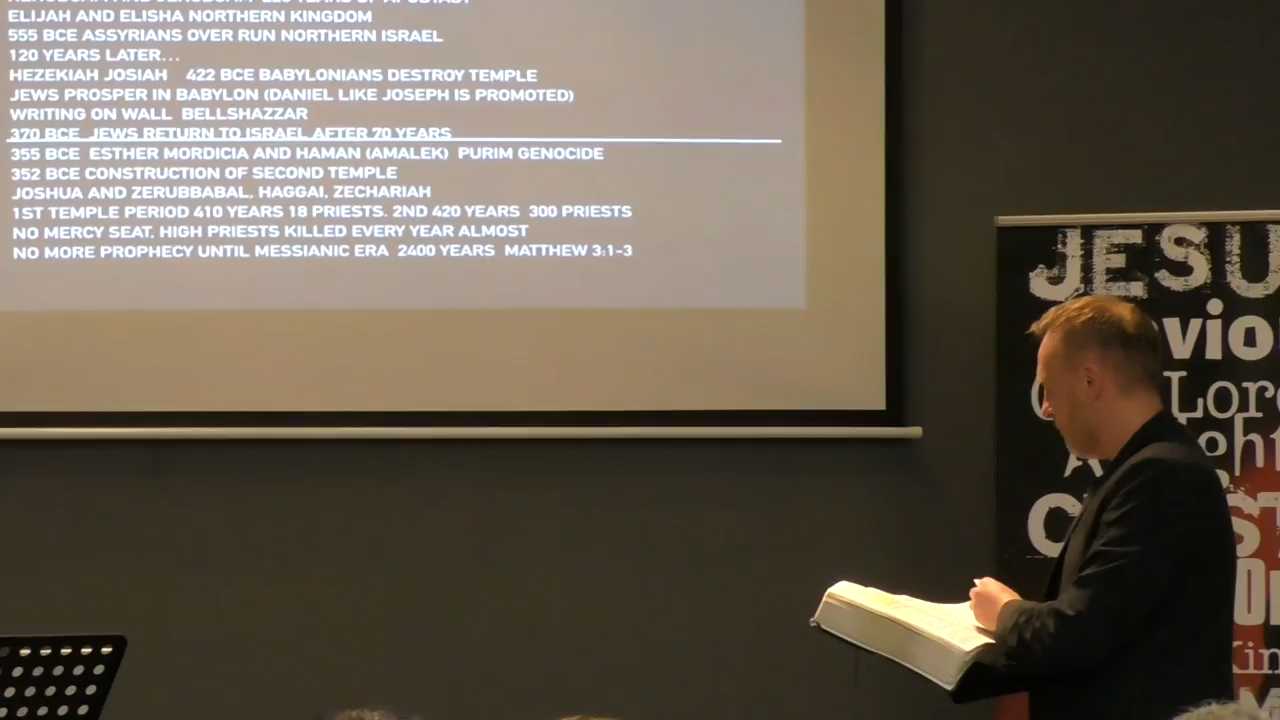 ELIJAH AND ELISHA NORTHERN KINGDOM
555 BCE ASSYRIANS OVER RUN NORTHERN ISRAEL
120 YEARS LATER...
HEZEKIAH JOSIAH 422 BCE BABYLONIANS DESTROY TEMPLE
JEWS PROSPER IN BABYLON (DANIEL LIKE JOSEPH IS PROMOTED)
WRITING ON WALL BELLSHAZZAR
370 BCE JEWS RETURN TO ISRAEL AFTER 70 YEARS
355 BCE ESTHER MORDICIA AND HAMAN (AMALEK) PURIM GENOCIDE
352 BCE CONSTRUCTION OF SECOND TEMPLE
JOSHUA AND ZERUBBABAL, HAGGAI, ZECHARIAH
1ST TEMPLE PERIOD 410 YEARS 18 PRIESTS. 2ND 420 YEARS 300 PRIESTS
NO MERCY SEAT, HIGH PRIESTS KILLED EVERY YEAR ALMOST
NO MORE PROPHECY UNTIL MESSIANIC ERA 2400 YEARS MATTHEW 3:1-3
JESU
vio
Lor